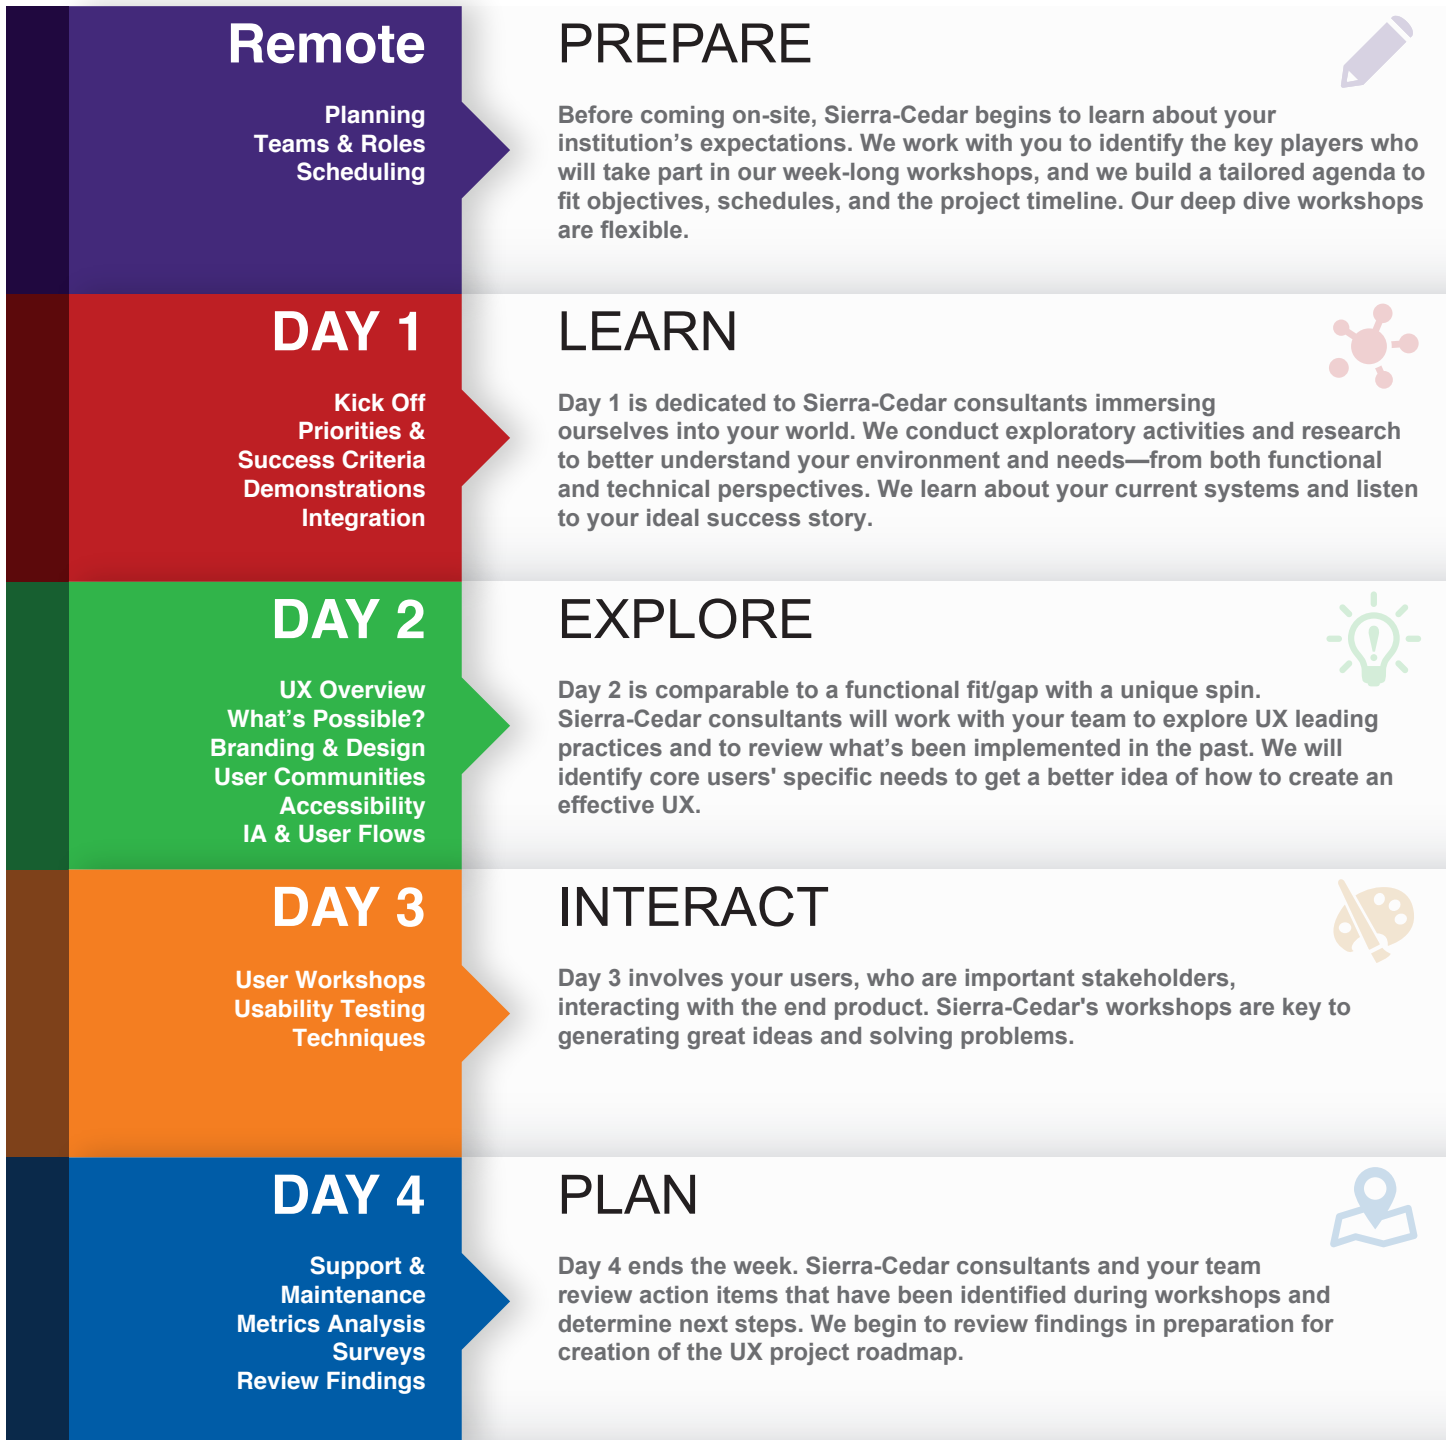 Remote
Planning
Teams & Roles
Scheduling
PREPARE
Before coming on-site, Sierra-Cedar begins to learn about your
institution’s expectations. We work with you to identify the key players who
will take part in our week-long workshops, and we build a tailored agenda to
fit objectives, schedules, and the project timeline. Our deep dive workshops
are flexible.
DAY 1
Kick Off
Priorities &
Success Criteria
Demonstrations
Integration
LEARN
Day 1 is dedicated to Sierra-Cedar consultants immersing
ourselves into your world. We conduct exploratory activities and research
to better understand your environment and needs—from both functional
and technical perspectives. We learn about your current systems and listen
to your ideal success story.
DAY 2
UX Overview
What’s Possible?
Branding & Design
User Communities
Accessibility
IA & User Flows
EXPLORE
Day 2 is comparable to a functional fit/gap with a unique spin.
Sierra-Cedar consultants will work with your team to explore UX leading
practices and to review what’s been implemented in the past. We will
identify core users' specific needs to get a better idea of how to create an
effective UX.
DAY 3
User Workshops
Usability Testing
Techniques
INTERACT
Day 3 involves your users, who are important stakeholders,
interacting with the end product. Sierra-Cedar's workshops are key to
generating great ideas and solving problems.
DAY 4
Support &
Maintenance
Metrics Analysis
Surveys
Review Findings
PLAN
Day 4 ends the week. Sierra-Cedar consultants and your team
review action items that have been identified during workshops and
determine next steps. We begin to review findings in preparation for
creation of the UX project roadmap.